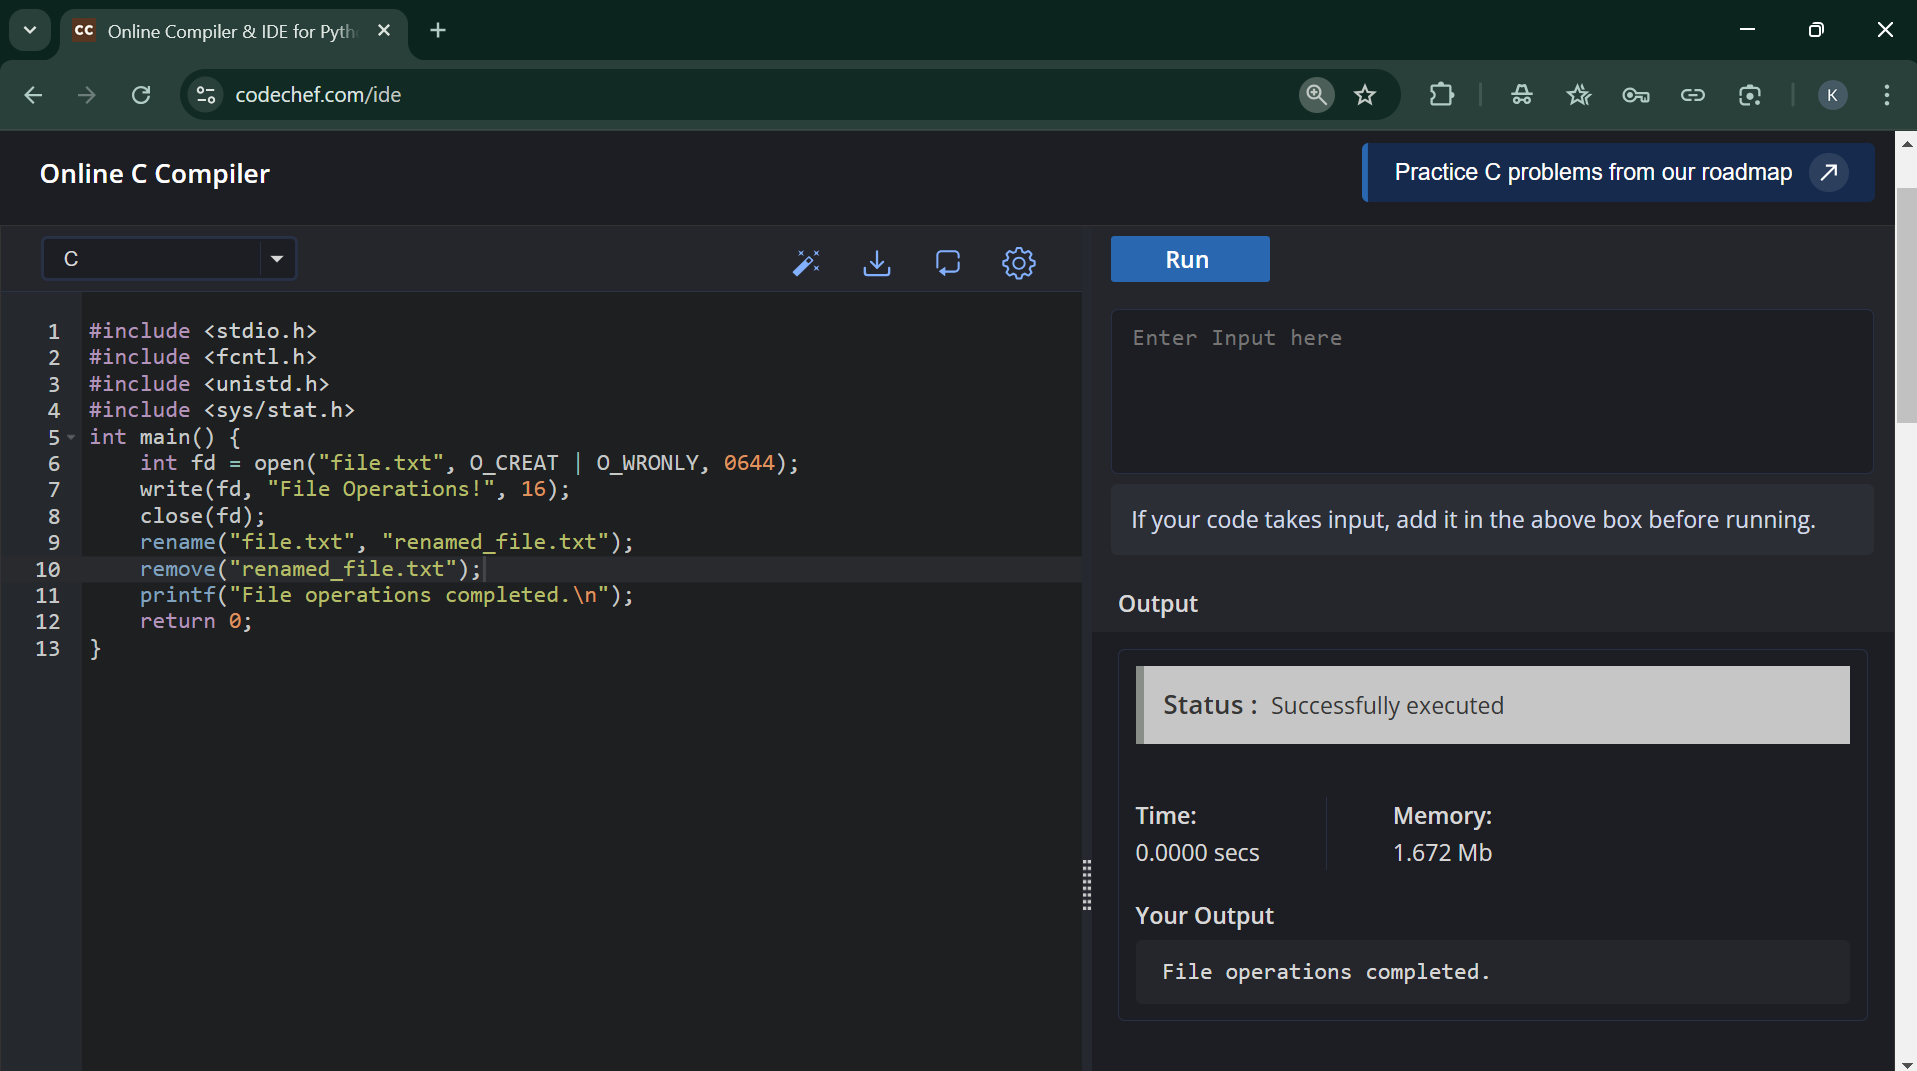 CC Online Compiler & IDE for Pyth
codechef.com/ide
K
Online C Compiler
Practice C problems from our roadmap
C
Run
1 #include <stdio.h>
2 #include <fcntl.h>
3 #include <unistd.h>
4 #include <sys/stat.h>
5 int main() {
6     int fd = open("file.txt", O_CREAT | O_WRONLY, 0644);
7     write(fd, "File Operations!", 16);
8     close(fd);
9     rename("file.txt", "renamed_file.txt");
10     remove("renamed_file.txt");
11     printf("File operations completed.\n");
12     return 0;
13 }
Enter Input here
If your code takes input, add it in the above box before running.
Output
Status : Successfully executed
Time:
0.0000 secs
Memory:
1.672 Mb
Your Output
File operations completed.